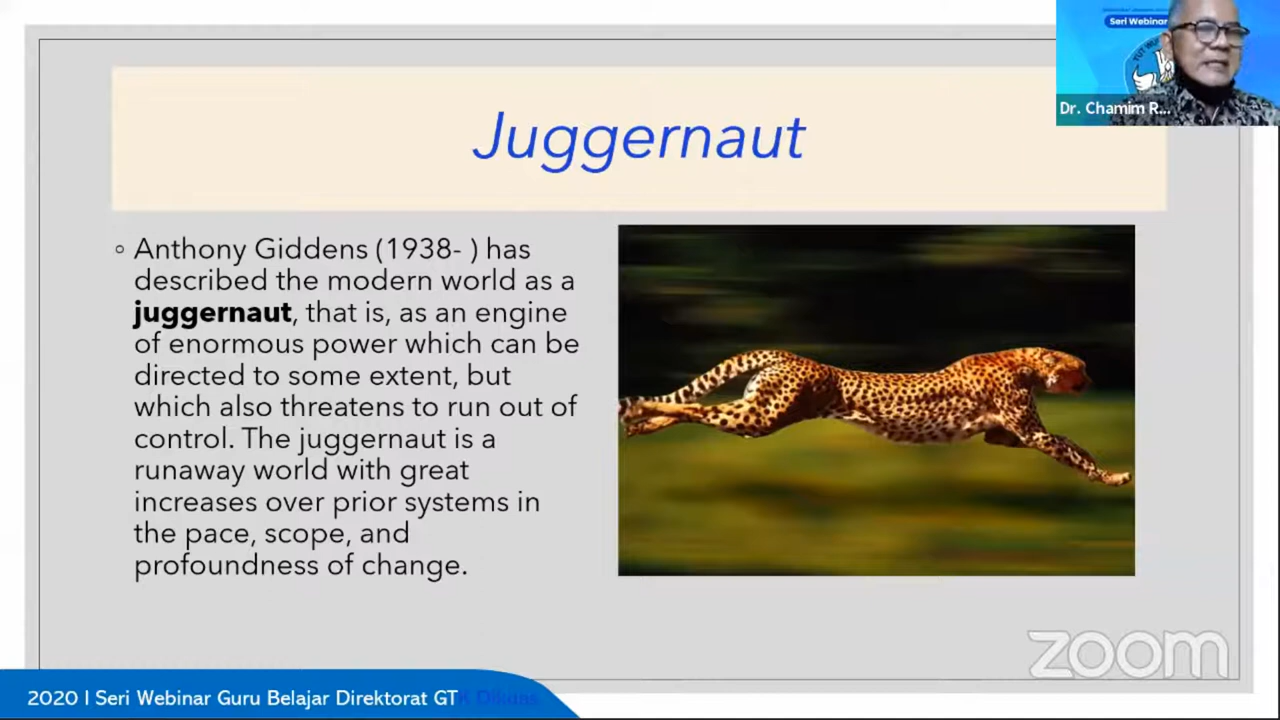 Seri Webinar
Dr. Chamim R...
Juggernaut
◦ Anthony Giddens (1938- ) has
described the modern world as a
juggernaut, that is, as an engine
of enormous power which can be
directed to some extent, but
which also threatens to run out of
control. The juggernaut is a
runaway world with great
increases over prior systems in
the pace, scope, and
profoundness of change.
zoom
2020 I Seri Webinar Guru Belajar Direktorat GTK Dikdas